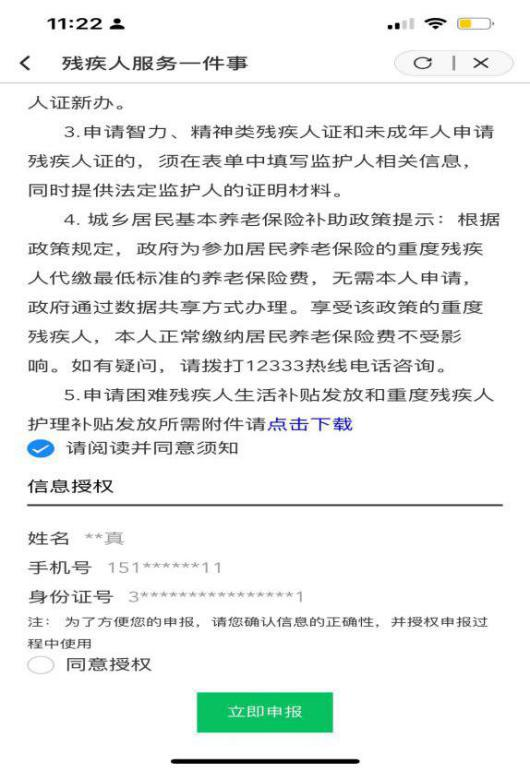 11:22
残疾人服务一件事
人证新办。
3.申请智力、精神类残疾人证和未成年人申请
残疾人证的，须在表单中填写监护人相关信息，
同时提供法定监护人的证明材料。
4. 城乡居民基本养老保险补助政策提示：根据
政策规定，政府为参加居民养老保险的重度残疾
人代缴最低标准的养老保险费，无需本人申请，
政府通过数据共享方式办理。享受该政策的重度
残疾人，本人正常缴纳居民养老保险费不受影
响。如有疑问，请拨打12333热线电话咨询。
5.申请困难残疾人生活补贴发放和重度残疾人
护理补贴发放所需附件请点击下载
请阅读并同意须知
信息授权
姓名 **真
手机号 151******11
身份证号 3****************1
注： 为了方便您的申报，请您确认信息的正确性，并授权申报过
程中使用
同意授权
立即申报